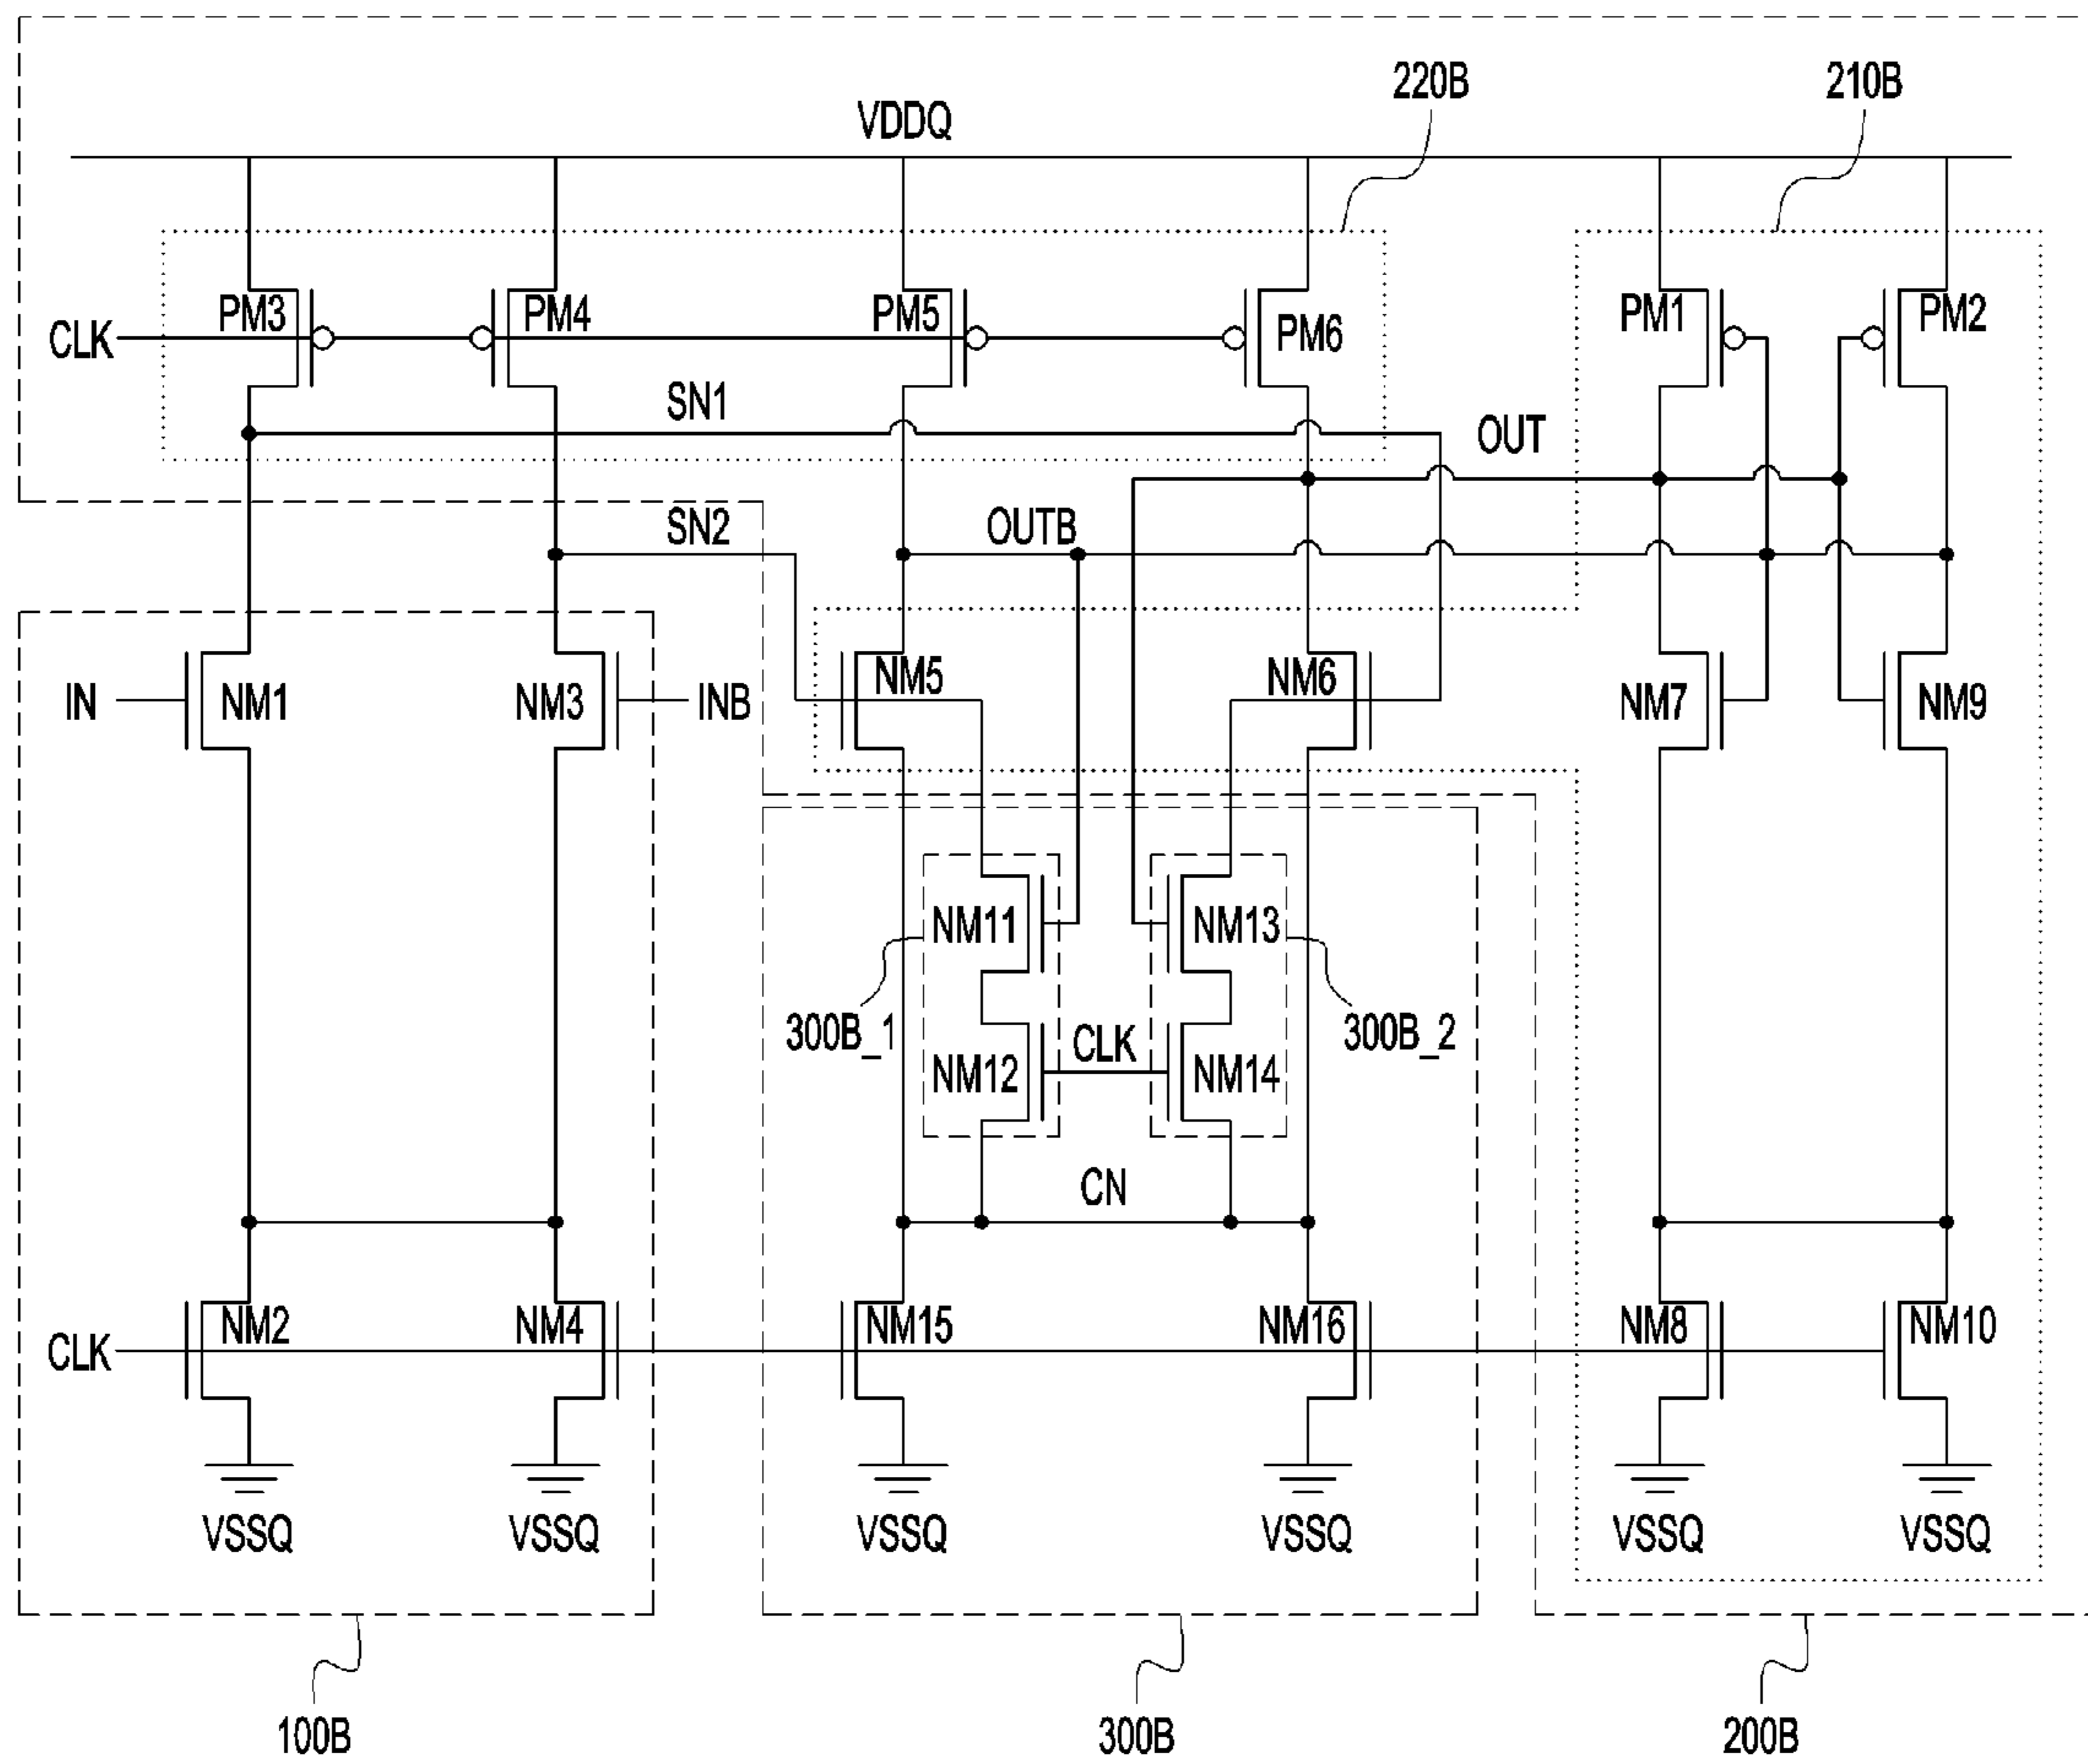 220B
210B
VDDQ
PM3
PM4
PM5
PM6
PM1
PM2
CLK
SN1
OUT
SN2
OUTB
IN
NM1
NM3
INB
NM5
NM6
NM7
NM9
NM11
NM13
300B_1
CLK
300B_2
NM12
NM14
CN
CLK
NM2
NM4
NM15
NM16
NM8
NM10
VSSQ
VSSQ
VSSQ
VSSQ
VSSQ
VSSQ
100B
300B
200B